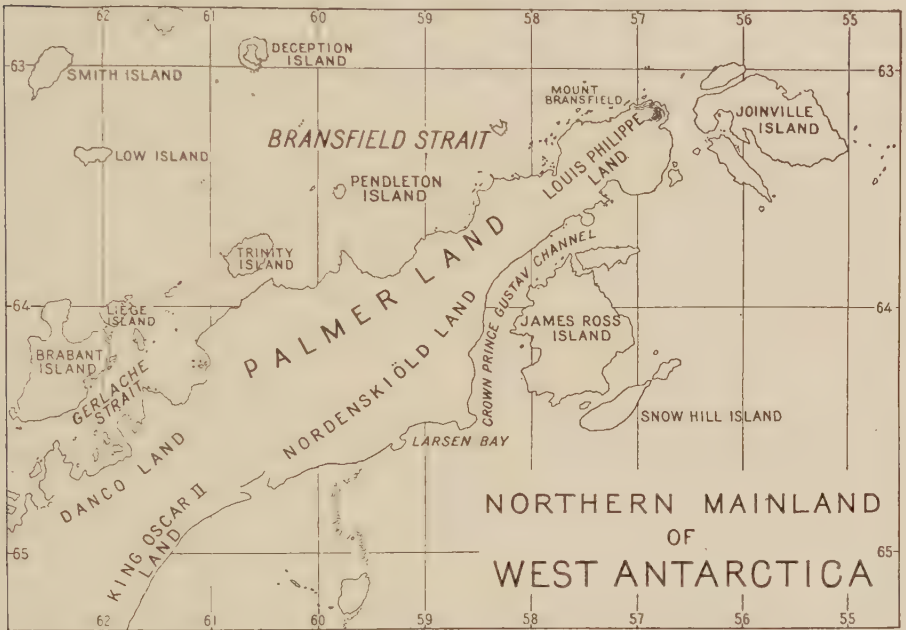 62 61 60 59 58 57 56 55
63
63
DECEPTION
ISLAND
SMITH ISLAND
MOUNT
BRANSFIELD
JOINVILLE
ISLAND
BRANSFIELD STRAIT
LOUIS PHILIPPE
LAND
LOW ISLAND
PENDLETON
ISLAND
TRINITY
ISLAND
PALMER LAND
CROWN PRINCE GUSTAV CHANNEL
64
64
LIÈGE
ISLAND
JAMES ROSS
ISLAND
BRABANT
ISLAND
GERLACHE
STRAIT
NORDENSKIÖLD LAND
SNOW HILL ISLAND
LARSEN BAY
DANCO LAND
KING OSCAR II
LAND
65
65
NORTHERN MAINLAND
OF
WEST ANTARCTICA
62 61 60 59 58 57 56 55